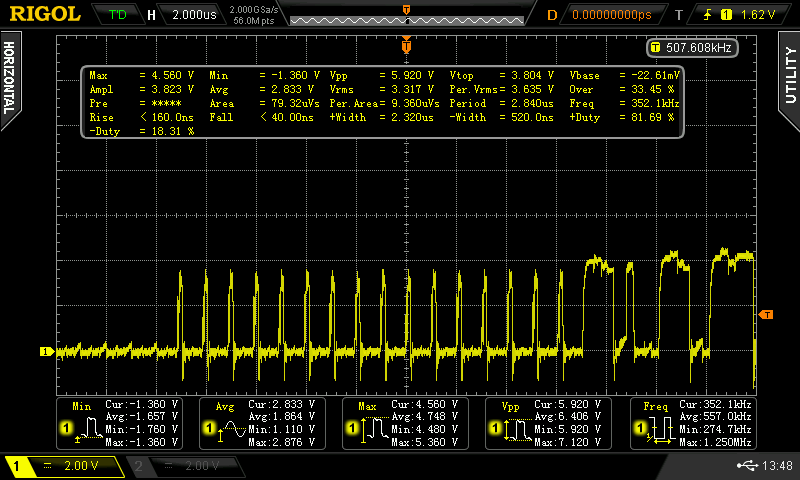 RIGOL T'D H 2.000us 2.000GSa/s 56.0M pts D 0.00000000ps T 1 1.62 V
HORIZONTAL
UTILITY
T 507.608kHz
Max = 4.560 V Min = -1.360 V Vpp = 5.920 V Vtop = 3.804 V Vbase = -22.61mV
Ampl = 3.823 V Avg = 2.833 V Vrms = 3.317 V Per.Vrms= 3.635 V Over = 33.45 %
Pre = ***** Area = 79.32uVs Per.Area= 9.360uVs Period = 2.840us Freq = 352.1kHz
Rise < 160.0ns Fall < 40.00ns +Width = 2.320us -Width = 520.0ns +Duty = 81.69 %
-Duty = 18.31 %
T
T
1
Min Cur:-1.360 V
Avg:-1.657 V
1 Min:-1.760 V
Max:-1.360 V
Avg Cur:2.833 V
Avg:1.664 V
1 Min:1.110 V
Max:2.876 V
Max Cur:4.560 V
Avg:4.748 V
1 Min:4.480 V
Max:5.360 V
Vpp Cur:5.920 V
Avg:6.406 V
1 Min:5.920 V
Max:7.120 V
Freq Cur:352.1kHz
Avg:557.0kHz
1 Min:274.7kHz
Max:1.250MHz
1 2.00 V 2 2.00 V 13:48